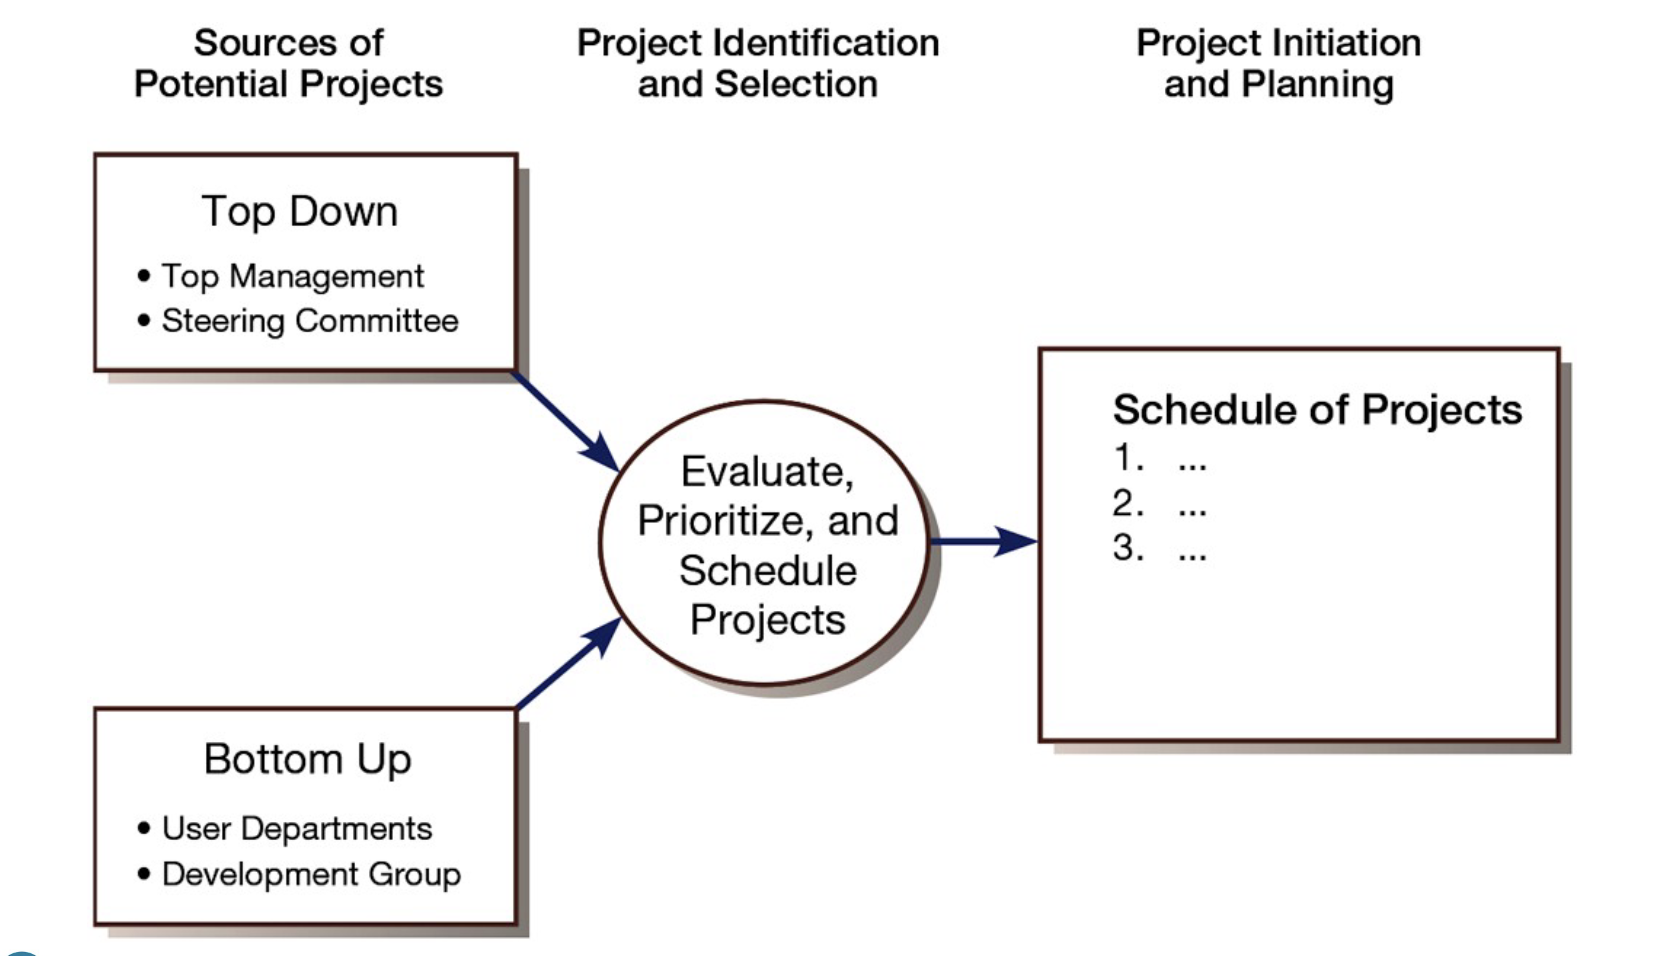 Sources of
Potential Projects
Project Identification
and Selection
Project Initiation
and Planning
Top Down
• Top Management
• Steering Committee
Evaluate,
Prioritize, and
Schedule
Projects
Schedule of Projects
1. ...
2. ...
3. ...
Bottom Up
• User Departments
• Development Group